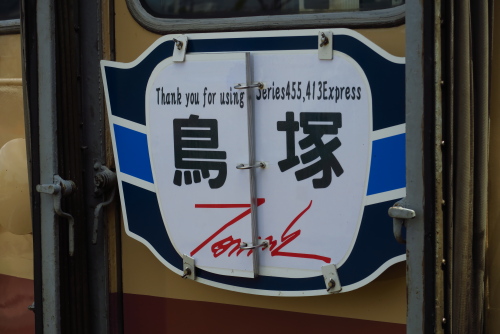 Thank you for using Series455,413Express
鳥塚